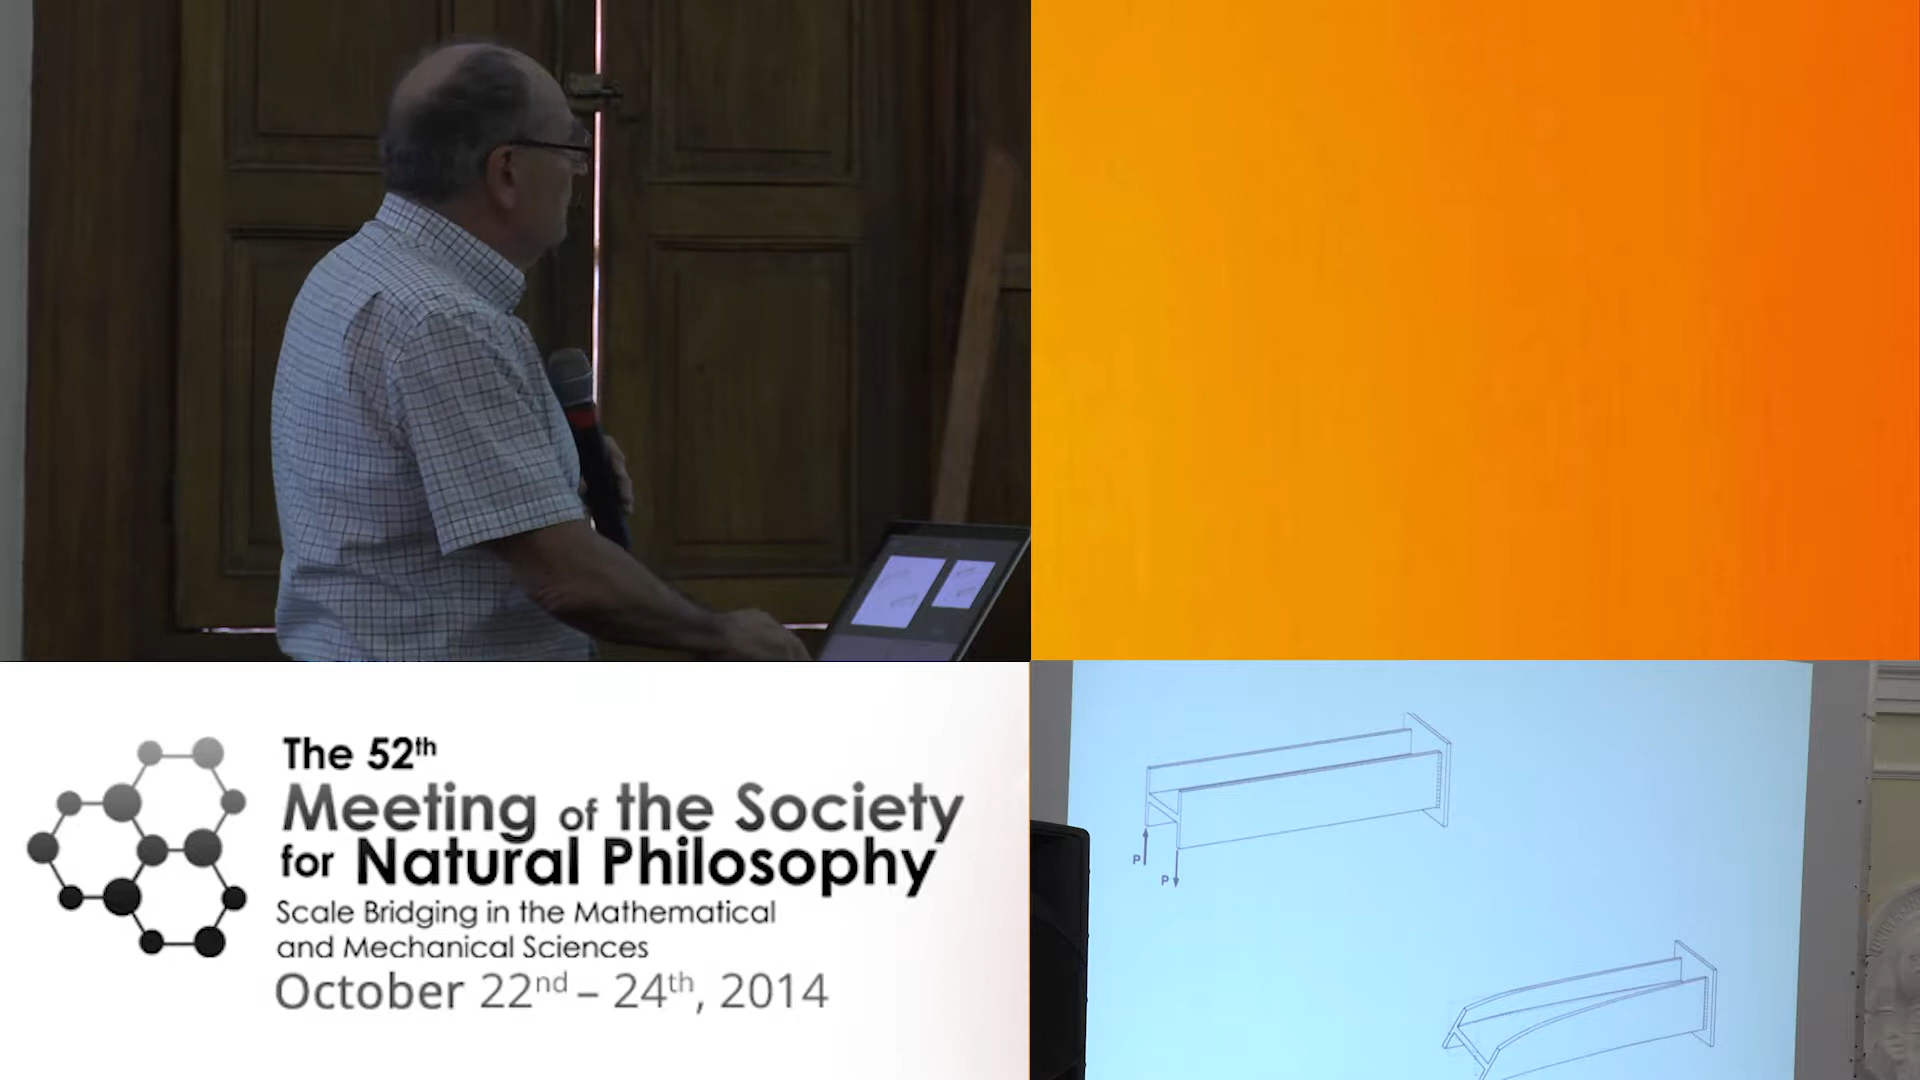 The 52th
Meeting of the Society
for Natural Philosophy
Scale Bridging in the Mathematical
and Mechanical Sciences
October 22nd – 24th, 2014
P
P